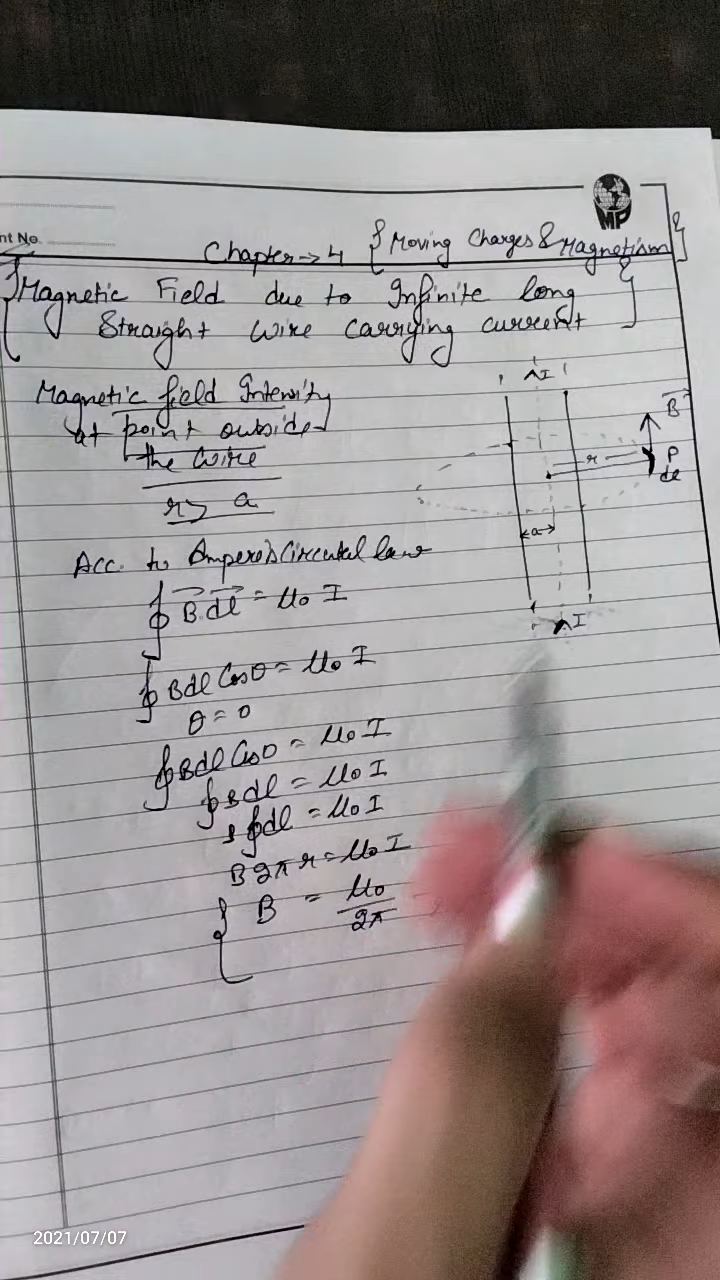 MP
nt No
Chapter → 4 {Moving Charges & Magnetism}
{Magnetic Field due to Infinite long
Straight wire carrying current}
Magnetic field Intensity
at point outside
the wire
r > a
Acc. to Ampere's Circuital law
∮ B⃗.dl⃗ = μ₀ I
∮ Bdl Cosθ = μ₀ I
θ = 0
∮ Bdl Cos0 = μ₀ I
∮ Bdl = μ₀ I
B ∮ dl = μ₀ I
B 2π r = μ₀ I
{ B = μ₀ / 2π
I
B⃗
r
P
dl
a
I
2021/07/07